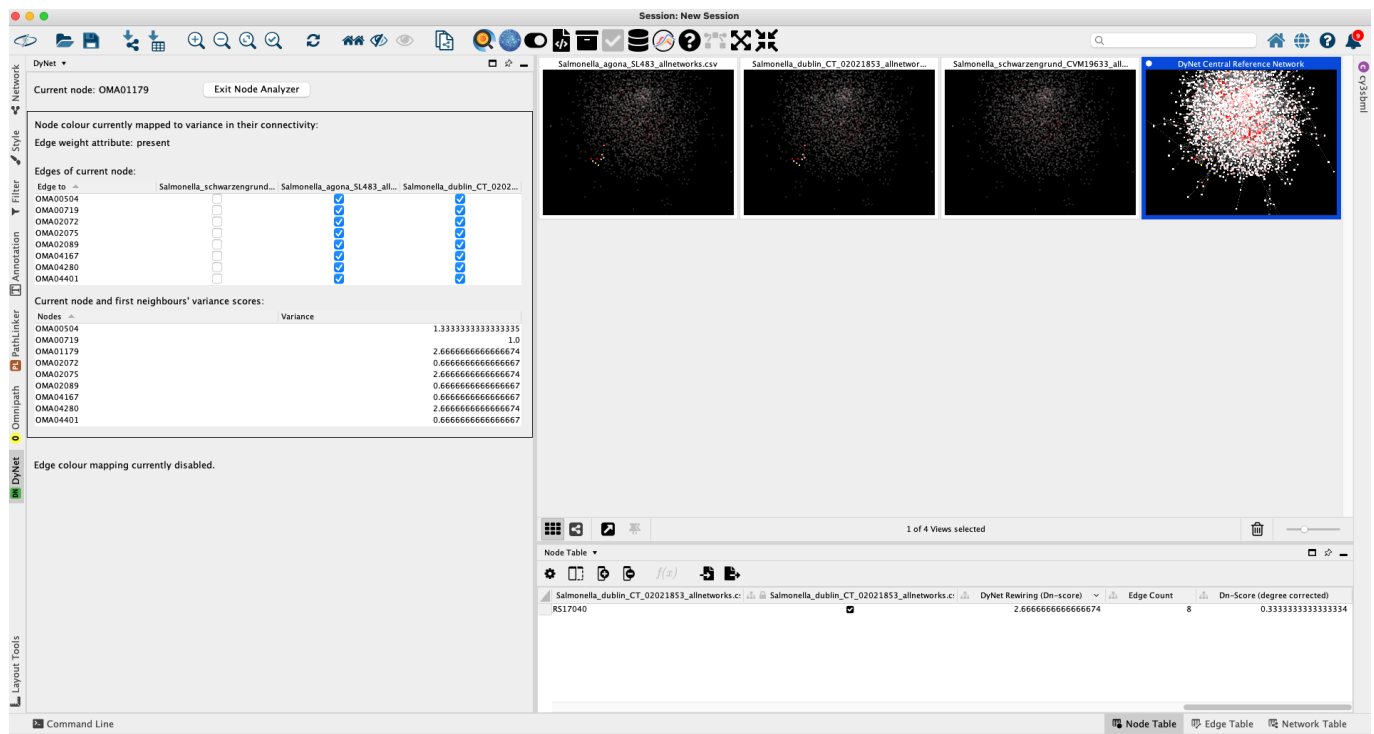 Session: New Session
9
DyNet
Current node: OMA01179
Exit Node Analyzer
Node colour currently mapped to variance in their connectivity:
Edge weight attribute: present
Edges of current node:
Edge to Salmonella_schwarzengrund... Salmonella_agona_SL483_all... Salmonella_dublin_CT_0202...
OMA00504
OMA00719
OMA02072
OMA02075
OMA02089
OMA04167
OMA04280
OMA04401
Current node and first neighbours' variance scores:
Nodes Variance
OMA00504 1.3333333333333335
OMA00719 1.0
OMA01179 2.6666666666666674
OMA02072 0.6666666666666667
OMA02075 2.6666666666666674
OMA02089 0.6666666666666667
OMA04167 0.6666666666666667
OMA04280 2.6666666666666674
OMA04401 0.6666666666666667
Edge colour mapping currently disabled.
Network
Style
Filter
Annotation
PL PathLinker
O Omnipath
DN DyNet
Layout Tools
Salmonella_agona_SL483_allnetworks.csv
Salmonella_dublin_CT_02021853_allnetwor...
Salmonella_schwarzengrund_CVM19633_all...
DyNet Central Reference Network
cy3sbml
1 of 4 Views selected
Node Table
f(x)
Salmonella_dublin_CT_02021853_allnetworks.c: Salmonella_dublin_CT_02021853_allnetworks.c: DyNet Rewiring (Dn-score) Edge Count Dn-Score (degree corrected)
RS17040 2.6666666666666674 8 0.3333333333333334
Command Line
Node Table Edge Table Network Table